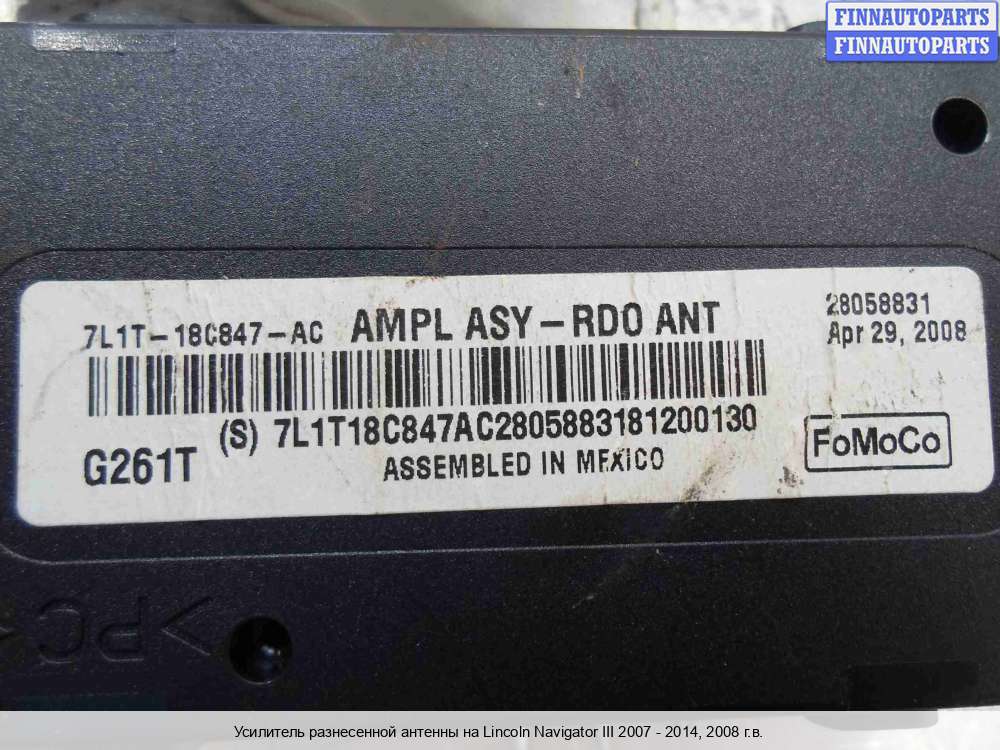 FINNAUTOPARTS
FINNAUTOPARTS
7L1T-18C847-AC AMPL ASY-RDO ANT
28058831
Apr 29, 2008
(S) 7L1T18C847AC2805883181200130
G261T
ASSEMBLED IN MEXICO
FoMoCo
>PC<
Усилитель разнесенной антенны на Lincoln Navigator III 2007 - 2014, 2008 г.в.